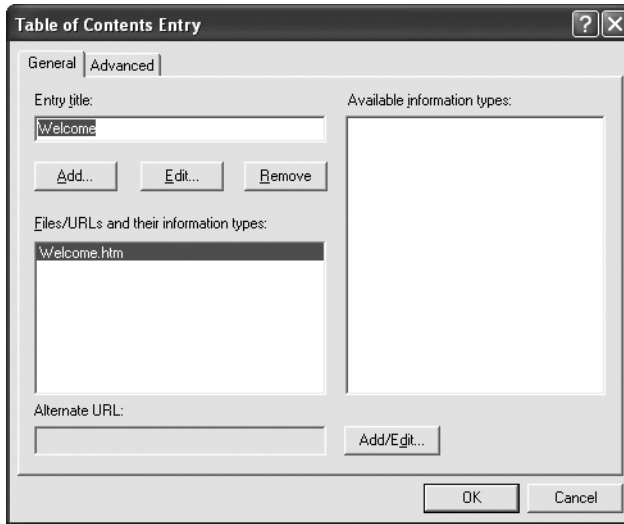 Table of Contents Entry
General Advanced
Entry title:
Welcome
Add... Edit... Remove
Files/URLs and their information types:
Welcome.htm
Alternate URL:
Available information types:
Add/Edit...
OK Cancel